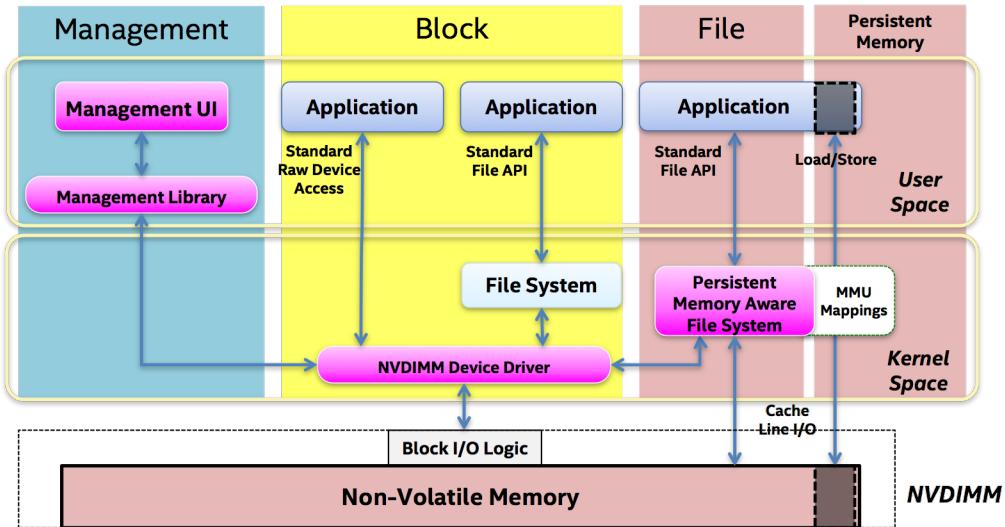 Management
Block
File
Persistent
Memory
Management UI
Application
Application
Application
Standard
Raw Device
Access
Standard
File API
Standard
File API
Load/Store
Management Library
User
Space
File System
Persistent
Memory Aware
File System
MMU
Mappings
NVDIMM Device Driver
Kernel
Space
Cache
Line I/O
Block I/O Logic
Non-Volatile Memory
NVDIMM